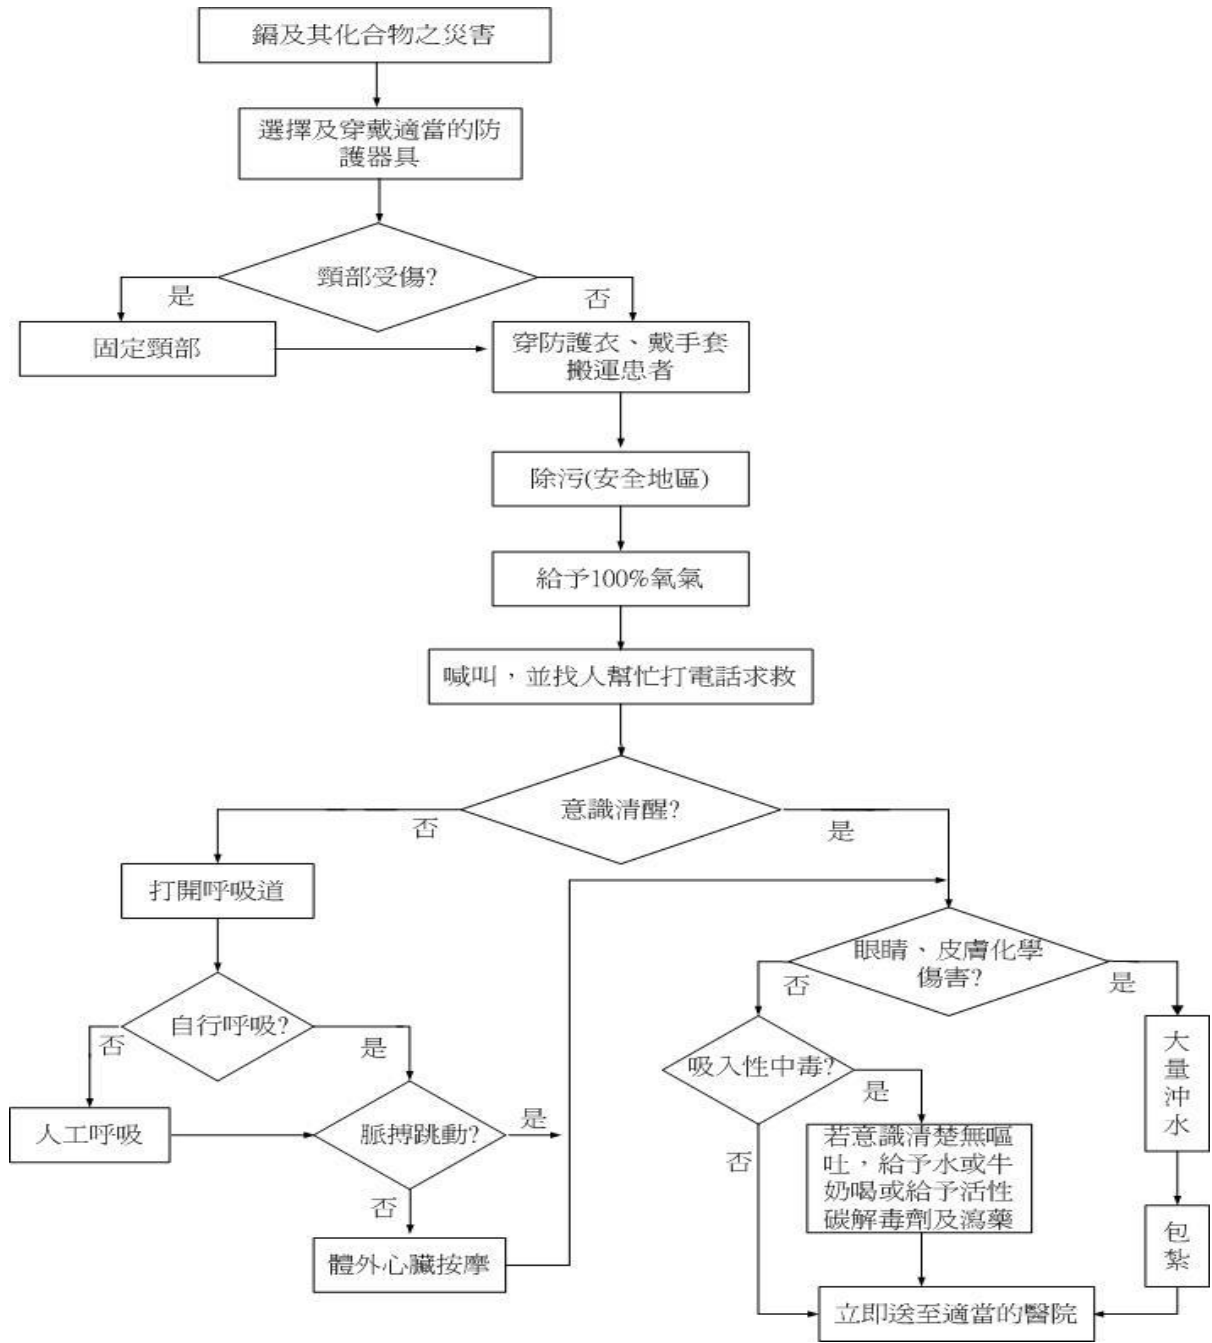 鎘及其化合物之災害
選擇及穿戴適當的防
護器具
頸部受傷?
是
否
固定頸部
穿防護衣、戴手套
搬運患者
除污(安全地區)
給予100%氧氣
喊叫，並找人幫忙打電話求救
意識清醒?
否
是
打開呼吸道
眼睛、皮膚化學
傷害?
否
是
自行呼吸?
否
是
吸入性中毒?
是
否
大
量
沖
水
人工呼吸
脈搏跳動?
是
否
若意識清楚無嘔
吐，給予水或牛
奶喝或給予活性
碳解毒劑及瀉藥
體外心臟按摩
包
紮
立即送至適當的醫院